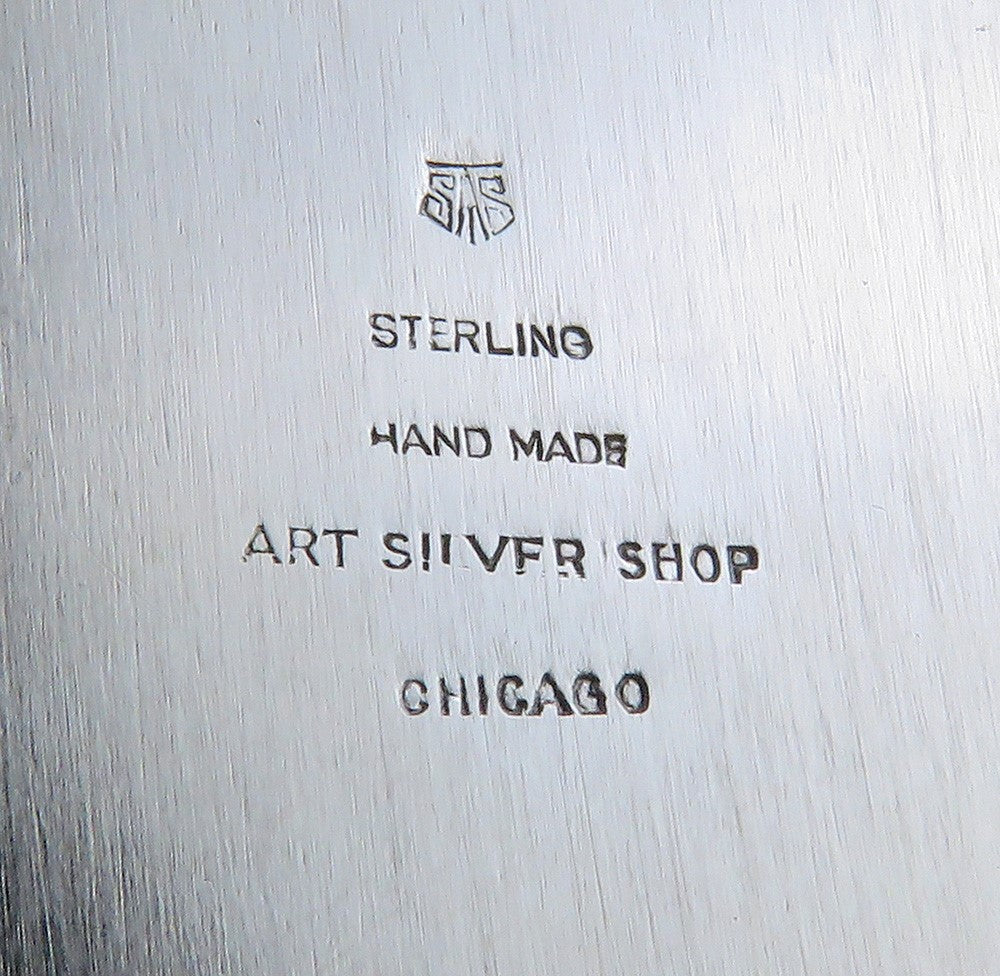 STERLING
HAND MADE
ART SILVER SHOP
CHICAGO